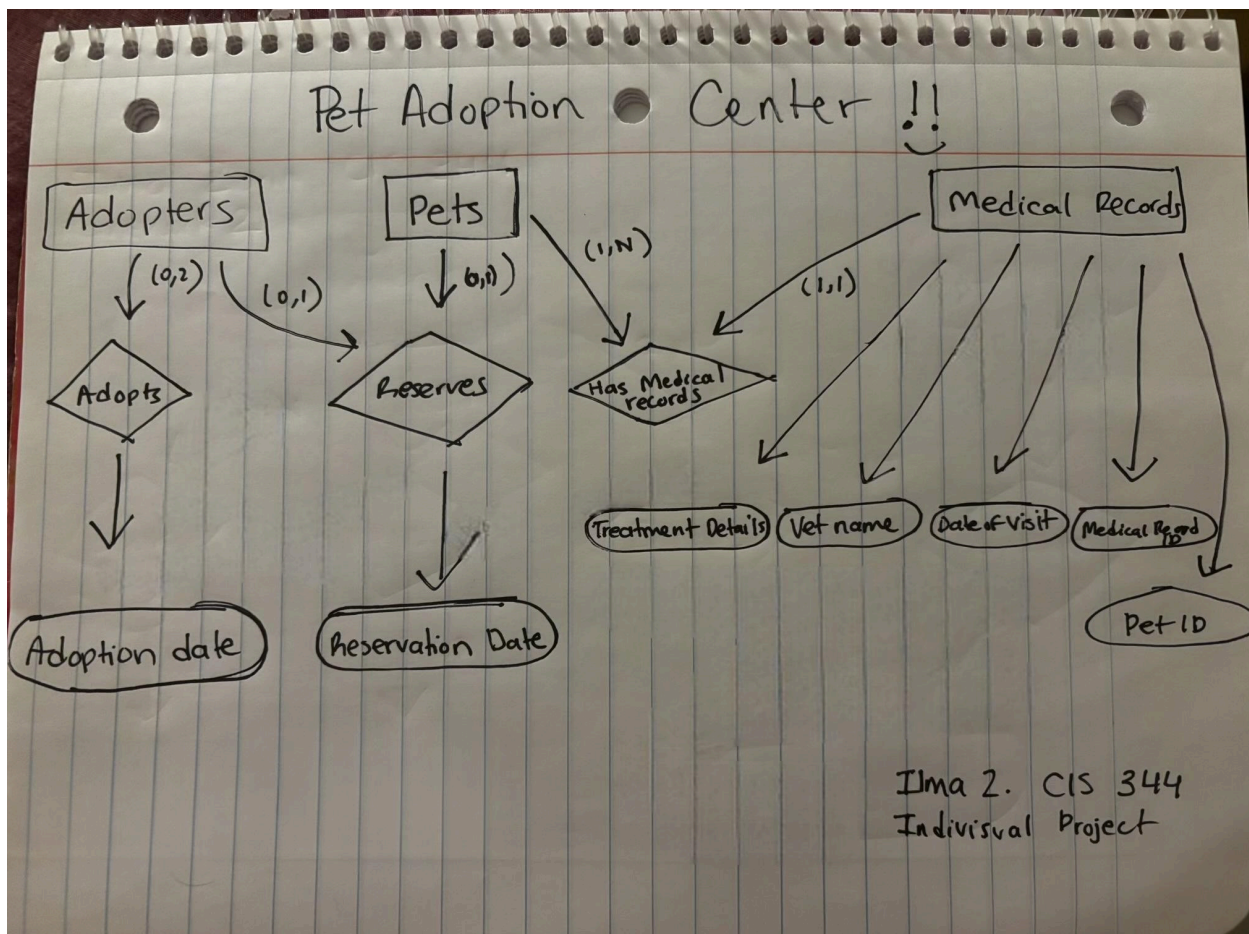 Pet Adoption Center !!
Adopters
Pets
Medical Records
(0,2)
(0,1)
(0,1)
(1,N)
(1,1)
Adopts
Reserves
Has Medical
records
Treatment Details
Vet name
Date of Visit
Medical Record
ID
Pet ID
Adoption date
Reservation Date
Ilma Z. CIS 344
Indivisual Project